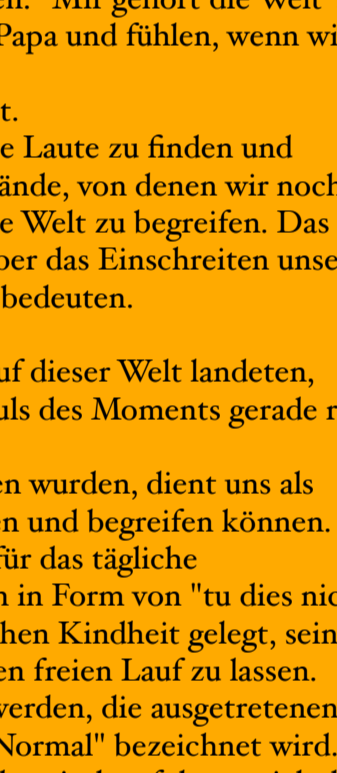 "Mir gehört die Welt"
Papa und fühlen, wenn wi
t.
e Laute zu finden und
ände, von denen wir noch
e Welt zu begreifen. Das
ber das Einschreiten unse
bedeuten.
uf dieser Welt landeten,
uls des Moments gerade r
en wurden, dient uns als
en und begreifen können.
für das tägliche
n in Form von "tu dies nic
hen Kindheit gelegt, sein
en freien Lauf zu lassen.
werden, die ausgetretenen
Normal" bezeichnet wird.